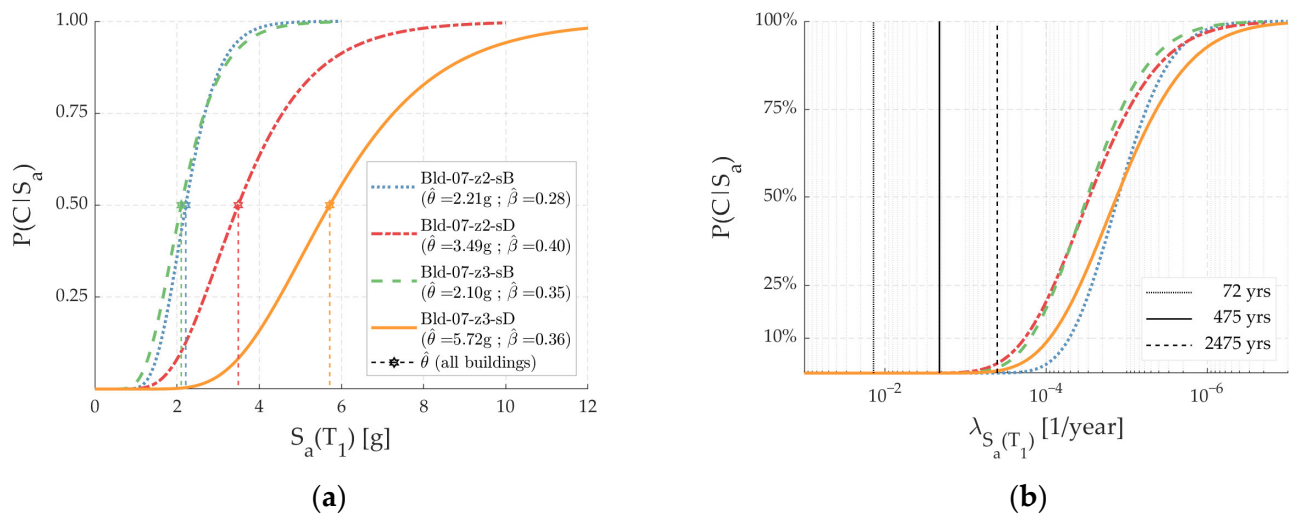 1.00
0.75
0.50
0.25
P(C|S_a)
0
2
4
6
8
10
12
S_a(T_1) [g]
Bld-07-z2-sB
(θ̂=2.21g ; β̂=0.28)
Bld-07-z2-sD
(θ̂=3.49g ; β̂=0.40)
Bld-07-z3-sB
(θ̂=2.10g ; β̂=0.35)
Bld-07-z3-sD
(θ̂=5.72g ; β̂=0.36)
θ̂ (all buildings)
(a)
100%
75%
50%
25%
10%
P(C|S_a)
10^-2
10^-4
10^-6
λ_{S_a(T_1)} [1/year]
72 yrs
475 yrs
2475 yrs
(b)